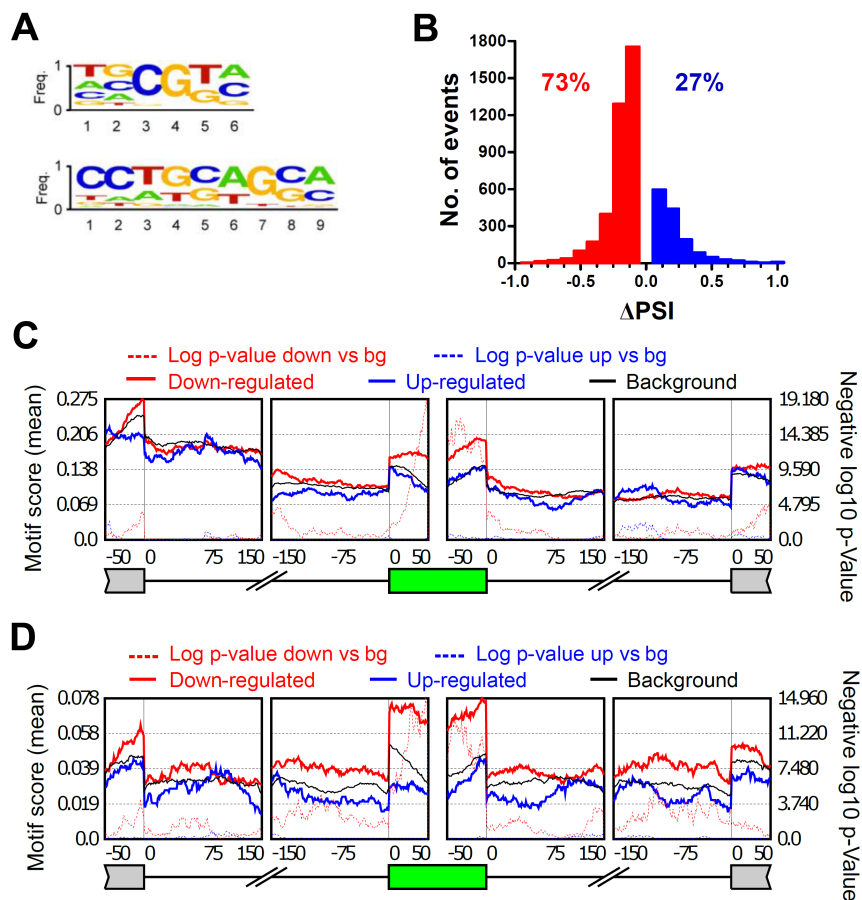 A
Freq.
1
0
TGCGTA
ACGC
CAGG
1 2 3 4 5 6
Freq.
1
0
CCTGCAGCA
TAATGTGC
1 2 3 4 5 6 7 8 9
B
No. of events
1800
1500
1200
900
600
300
0
73%
27%
-1.0 -0.5 0.0 0.5 1.0
ΔPSI
C
Log p-value down vs bg
Log p-value up vs bg
Down-regulated
Up-regulated
Background
Motif score (mean)
0.275
0.206
0.138
0.069
0.0
19.180
14.385
9.590
4.795
0.0
Negative log10 p-Value
-50 0 75 150 -150 -75 0 50 -50 0 75 150 -150 -75 0 50
D
Log p-value down vs bg
Log p-value up vs bg
Down-regulated
Up-regulated
Background
Motif score (mean)
0.078
0.058
0.039
0.019
0.0
14.960
11.220
7.480
3.740
0.0
Negative log10 p-Value
-50 0 75 150 -150 -75 0 50 -50 0 75 150 -150 -75 0 50